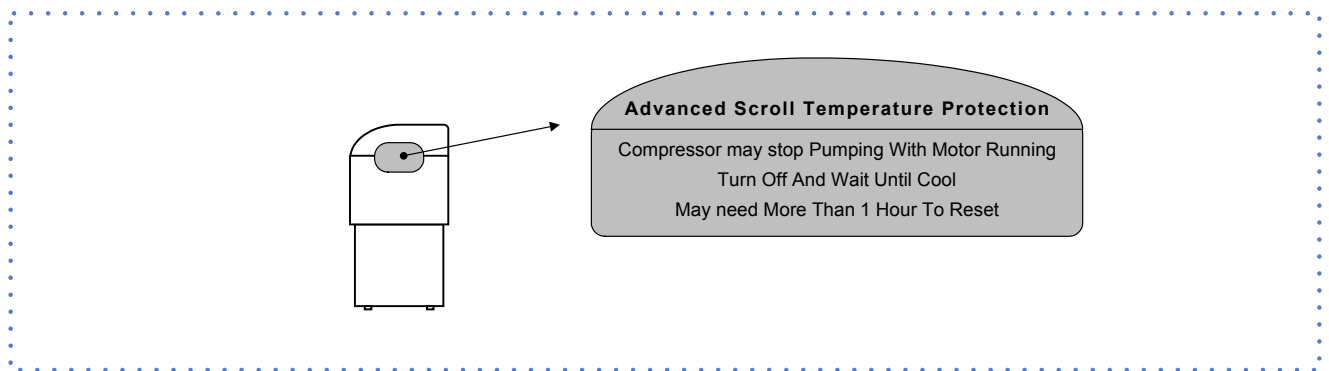 Advanced Scroll Temperature Protection
Compressor may stop Pumping With Motor Running
Turn Off And Wait Until Cool
May need More Than 1 Hour To Reset